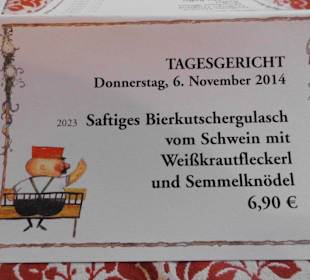 TAGESGERICHT
Donnerstag, 6. November 2014
2023 Saftiges Bierkutschergulasch
vom Schwein mit
Weißkrautfleckerl
und Semmelknödel
6,90 €